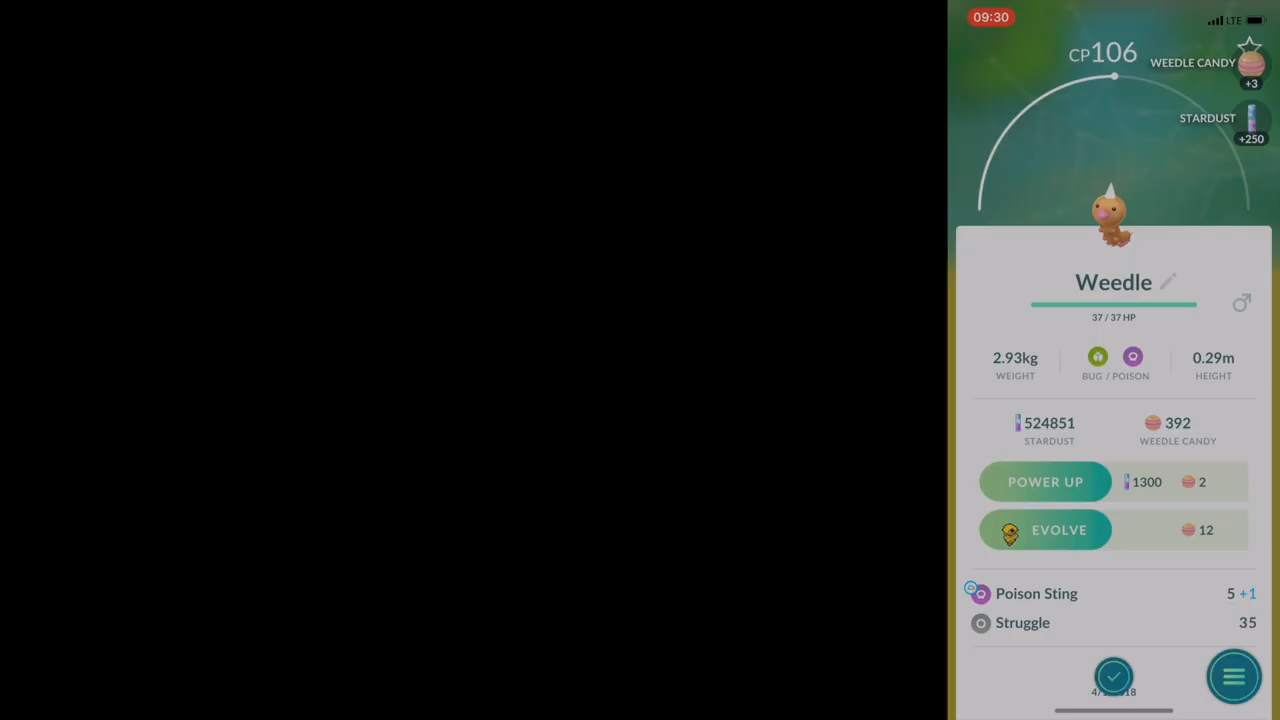 09:30
LTE
CP106
WEEDLE CANDY
+3
STARDUST
+250
Weedle
37 / 37 HP
2.93kg
WEIGHT
BUG / POISON
0.29m
HEIGHT
524851
STARDUST
392
WEEDLE CANDY
POWER UP
1300
2
EVOLVE
12
Poison Sting
5 +1
Struggle
35